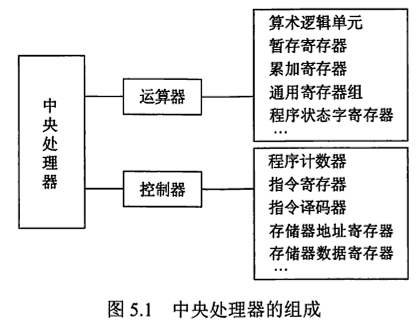 中央处理器
运算器
算术逻辑单元
暂存寄存器
累加寄存器
通用寄存器组
程序状态字寄存器
…
控制器
程序计数器
指令寄存器
指令译码器
存储器地址寄存器
存储器数据寄存器
…
图 5.1 中央处理器的组成